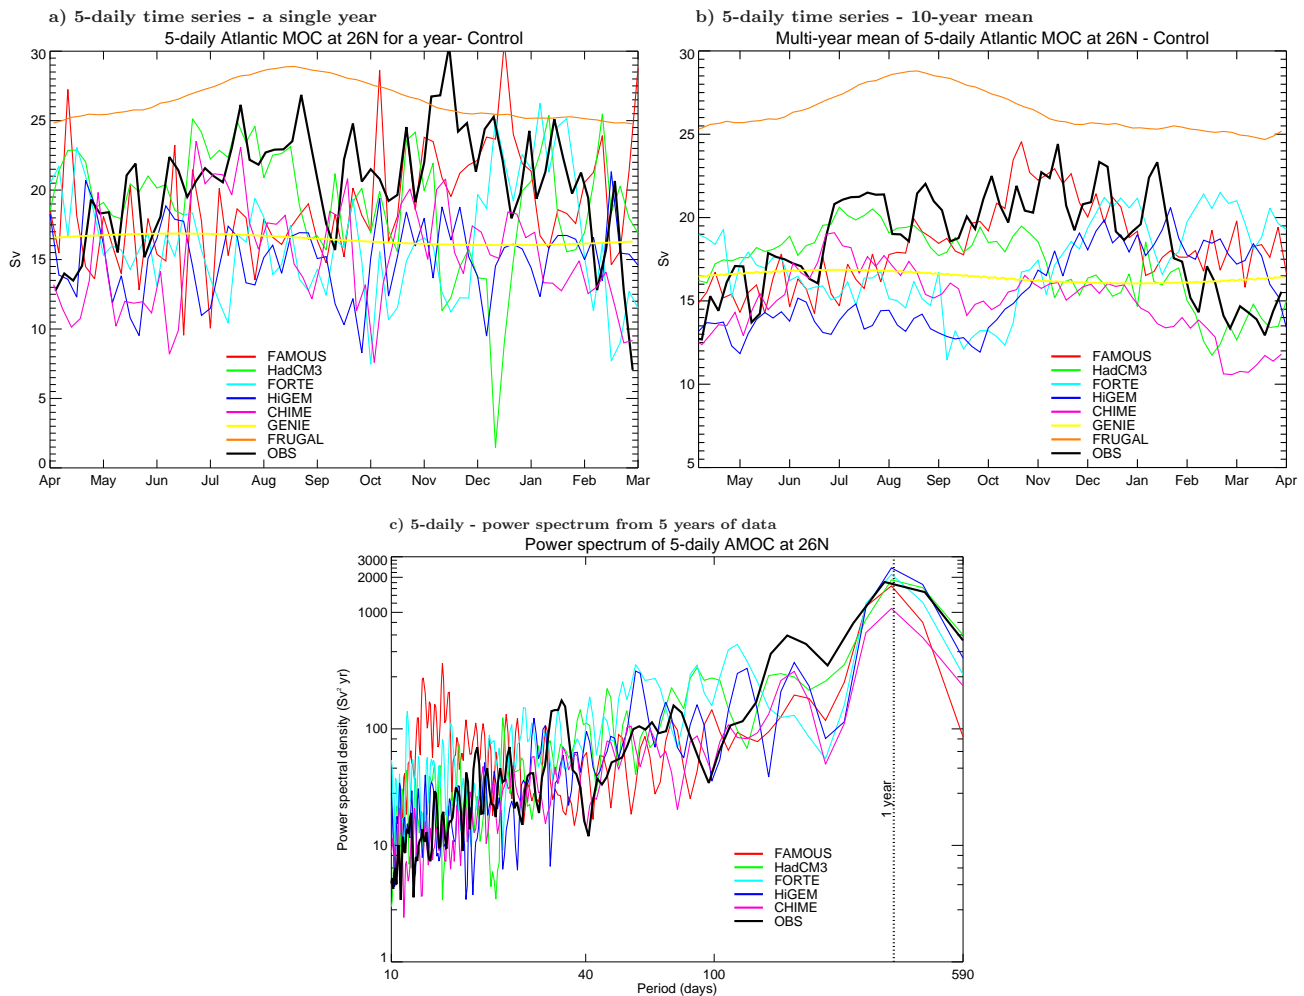 a) 5-daily time series - a single year
5-daily Atlantic MOC at 26N for a year- Control
30
25
20
15
10
5
0
Sv
Apr May Jun Jul Aug Sep Oct Nov Dec Jan Feb Mar
FAMOUS
HadCM3
FORTE
HiGEM
CHIME
GENIE
FRUGAL
OBS
b) 5-daily time series - 10-year mean
Multi-year mean of 5-daily Atlantic MOC at 26N - Control
30
25
20
15
10
5
Sv
May Jun Jul Aug Sep Oct Nov Dec Jan Feb Mar Apr
FAMOUS
HadCM3
FORTE
HiGEM
CHIME
GENIE
FRUGAL
OBS
c) 5-daily - power spectrum from 5 years of data
Power spectrum of 5-daily AMOC at 26N
3000
2000
1000
100
10
1
Power spectral density (Sv² yr)
1 year
FAMOUS
HadCM3
FORTE
HiGEM
CHIME
OBS
10 40 100 590
Period (days)